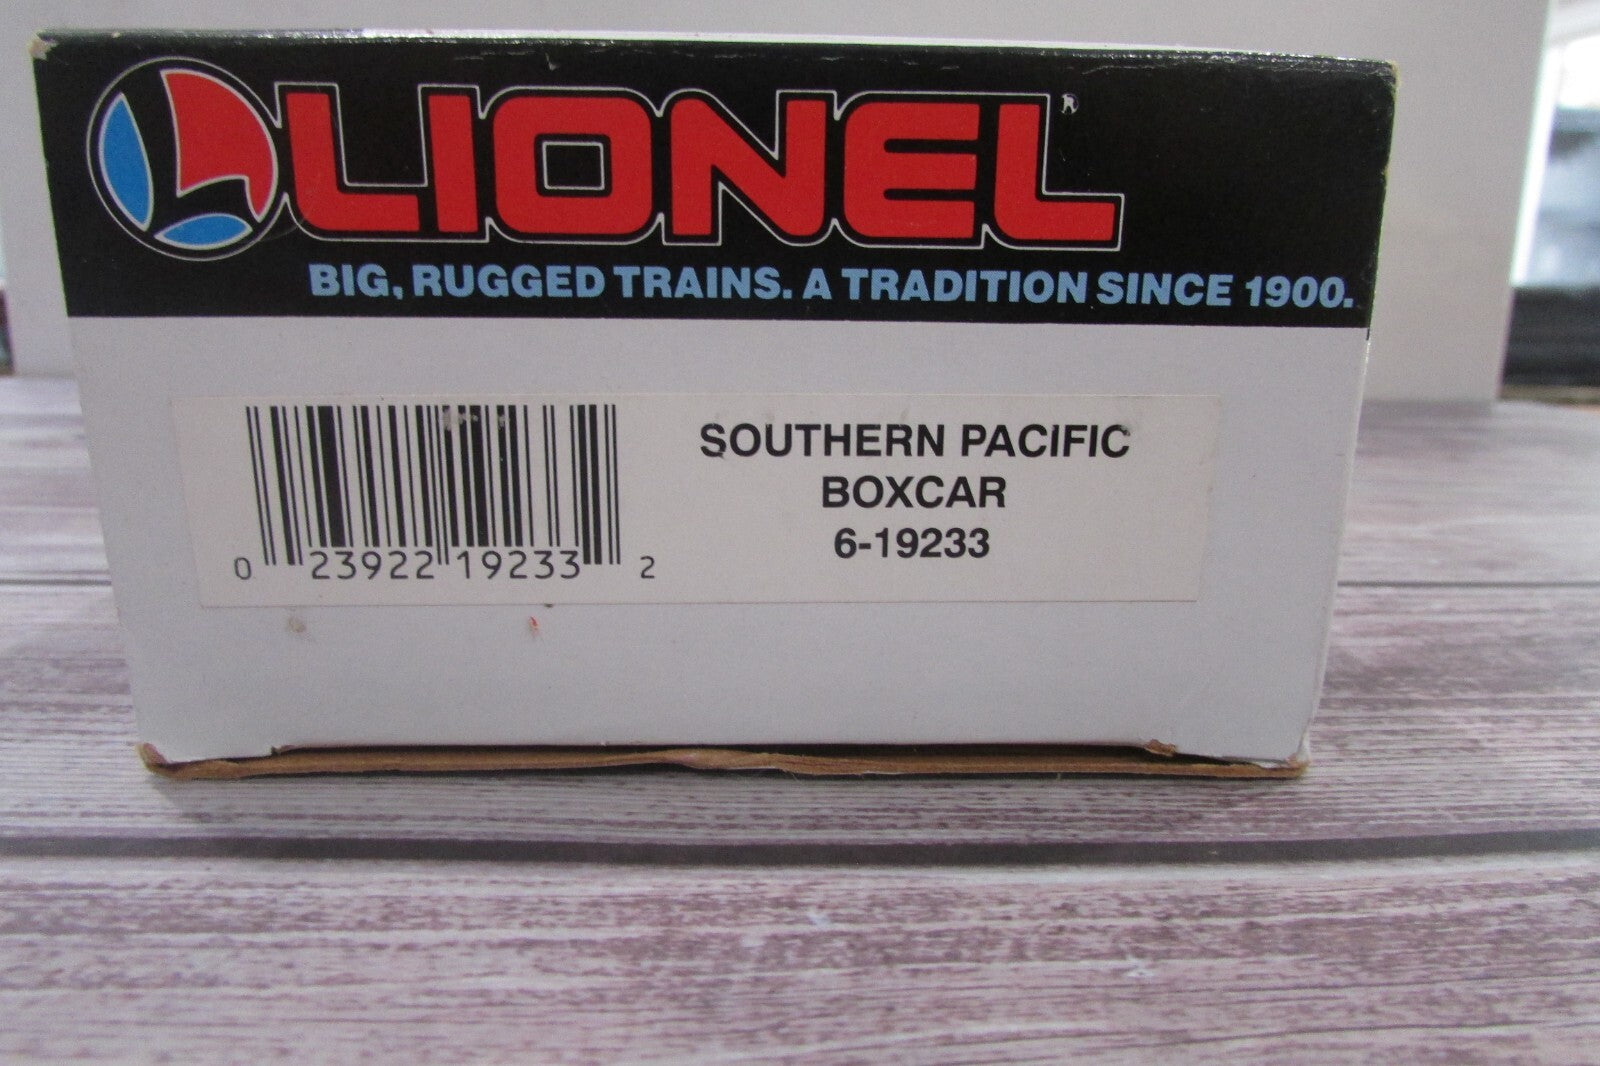 LIONEL®
BIG, RUGGED TRAINS. A TRADITION SINCE 1900.
SOUTHERN PACIFIC
BOXCAR
6-19233
0 23922 19233 2